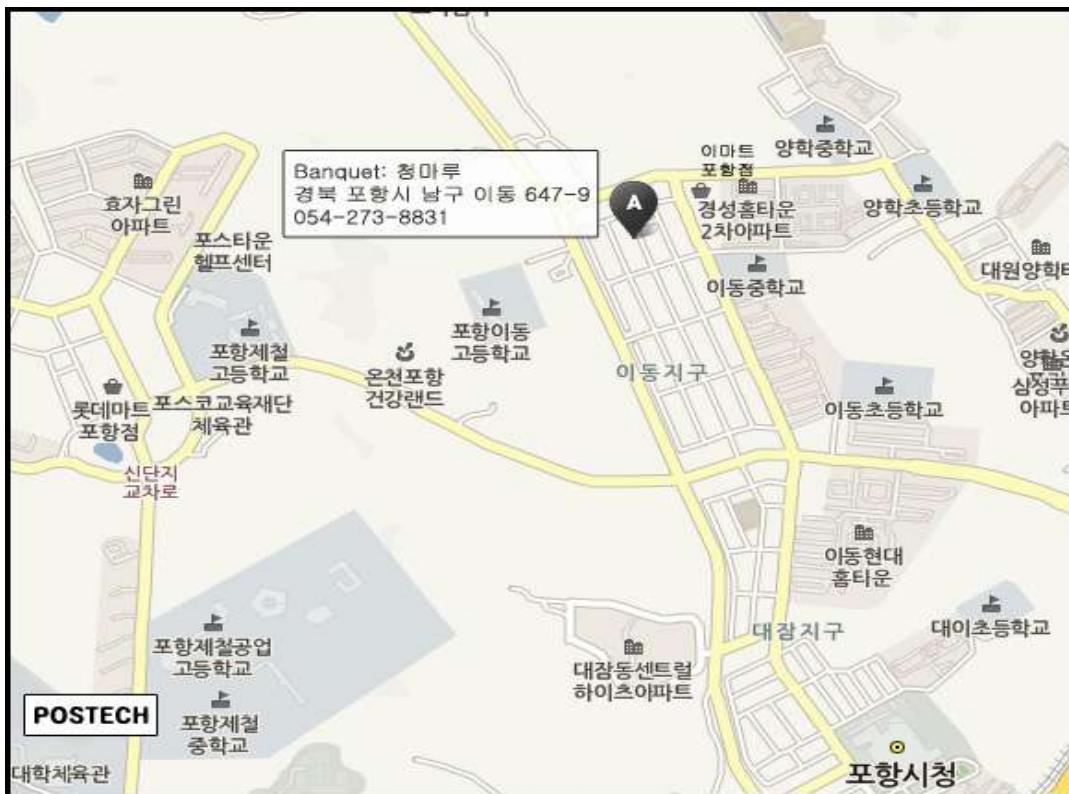 양학중학교
이마트
포항점
Banquet: 청마루
경북 포항시 남구 이동 647-9
054-273-8831
A
경성홈타운
2차아파트
양학초등학교
효자그린
아파트
포스타운
헬프센터
대원양학
이동중학교
포항이동
고등학교
포항제철
고등학교
온천포항
건강랜드
이동지구
삼성푸
아파트
이동초등학교
롯데마트
포항점
포스코교육재단
체육관
신단지
교차로
이동현대
홈타운
대이초등학교
대잠지구
포항제철공업
고등학교
대잠동센트럴
하이츠아파트
POSTECH
포항제철
중학교
대학체육관
포항시청